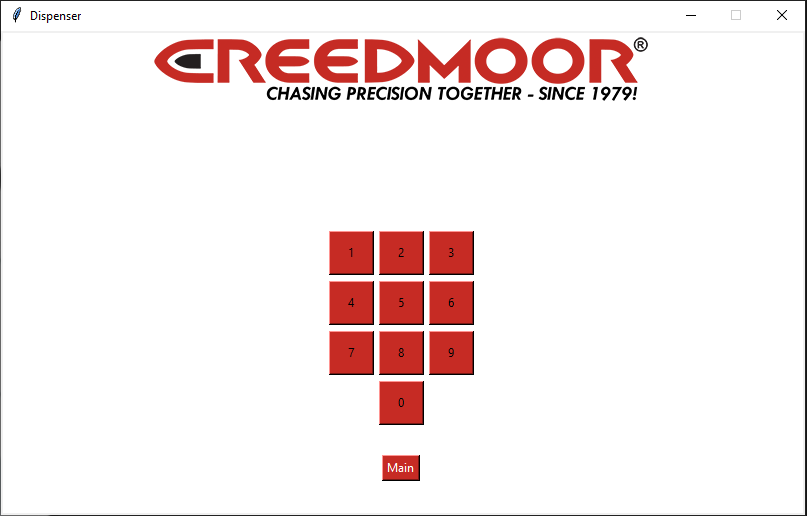 Dispenser
CREEDMOOR®
CHASING PRECISION TOGETHER - SINCE 1979!
1 2 3
4 5 6
7 8 9
0
Main